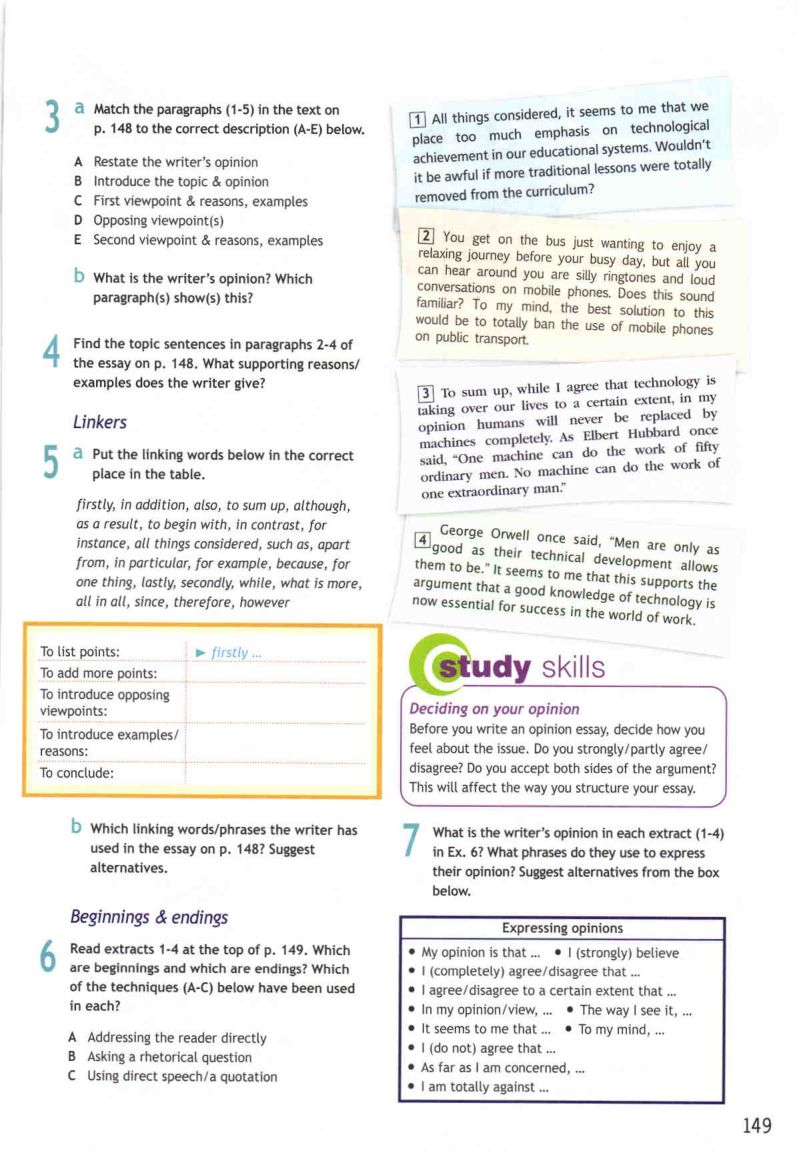 3 a Match the paragraphs (1-5) in the text on
p. 148 to the correct description (A-E) below.
A Restate the writer's opinion
B Introduce the topic & opinion
C First viewpoint & reasons, examples
D Opposing viewpoint(s)
E Second viewpoint & reasons, examples
b What is the writer's opinion? Which
paragraph(s) show(s) this?
4 Find the topic sentences in paragraphs 2-4 of
the essay on p. 148. What supporting reasons/
examples does the writer give?
Linkers
5 a Put the linking words below in the correct
place in the table.
firstly, in addition, also, to sum up, although,
as a result, to begin with, in contrast, for
instance, all things considered, such as, apart
from, in particular, for example, because, for
one thing, lastly, secondly, while, what is more,
all in all, since, therefore, however
To list points: ► firstly ...
To add more points:
To introduce opposing
viewpoints:
To introduce examples/
reasons:
To conclude:
b Which linking words/phrases the writer has
used in the essay on p. 148? Suggest
alternatives.
Beginnings & endings
6 Read extracts 1-4 at the top of p. 149. Which
are beginnings and which are endings? Which
of the techniques (A-C) below have been used
in each?
A Addressing the reader directly
B Asking a rhetorical question
C Using direct speech/a quotation
1 All things considered, it seems to me that we
place too much emphasis on technological
achievement in our educational systems. Wouldn't
it be awful if more traditional lessons were totally
removed from the curriculum?
2 You get on the bus just wanting to enjoy a
relaxing journey before your busy day, but all you
can hear around you are silly ringtones and loud
conversations on mobile phones. Does this sound
familiar? To my mind, the best solution to this
would be to totally ban the use of mobile phones
on public transport.
3 To sum up, while I agree that technology is
taking over our lives to a certain extent, in my
opinion humans will never be replaced by
machines completely. As Elbert Hubbard once
said, "One machine can do the work of fifty
ordinary men. No machine can do the work of
one extraordinary man."
4 George Orwell once said, "Men are only as
good as their technical development allows
them to be." It seems to me that this supports the
argument that a good knowledge of technology is
now essential for success in the world of work.
study skills
Deciding on your opinion
Before you write an opinion essay, decide how you
feel about the issue. Do you strongly/partly agree/
disagree? Do you accept both sides of the argument?
This will affect the way you structure your essay.
7 What is the writer's opinion in each extract (1-4)
in Ex. 6? What phrases do they use to express
their opinion? Suggest alternatives from the box
below.
Expressing opinions
• My opinion is that ... • I (strongly) believe
• I (completely) agree/disagree that ...
• I agree/disagree to a certain extent that ...
• In my opinion/view, ... • The way I see it, ...
• It seems to me that ... • To my mind, ...
• I (do not) agree that ...
• As far as I am concerned, ...
• I am totally against ...
149